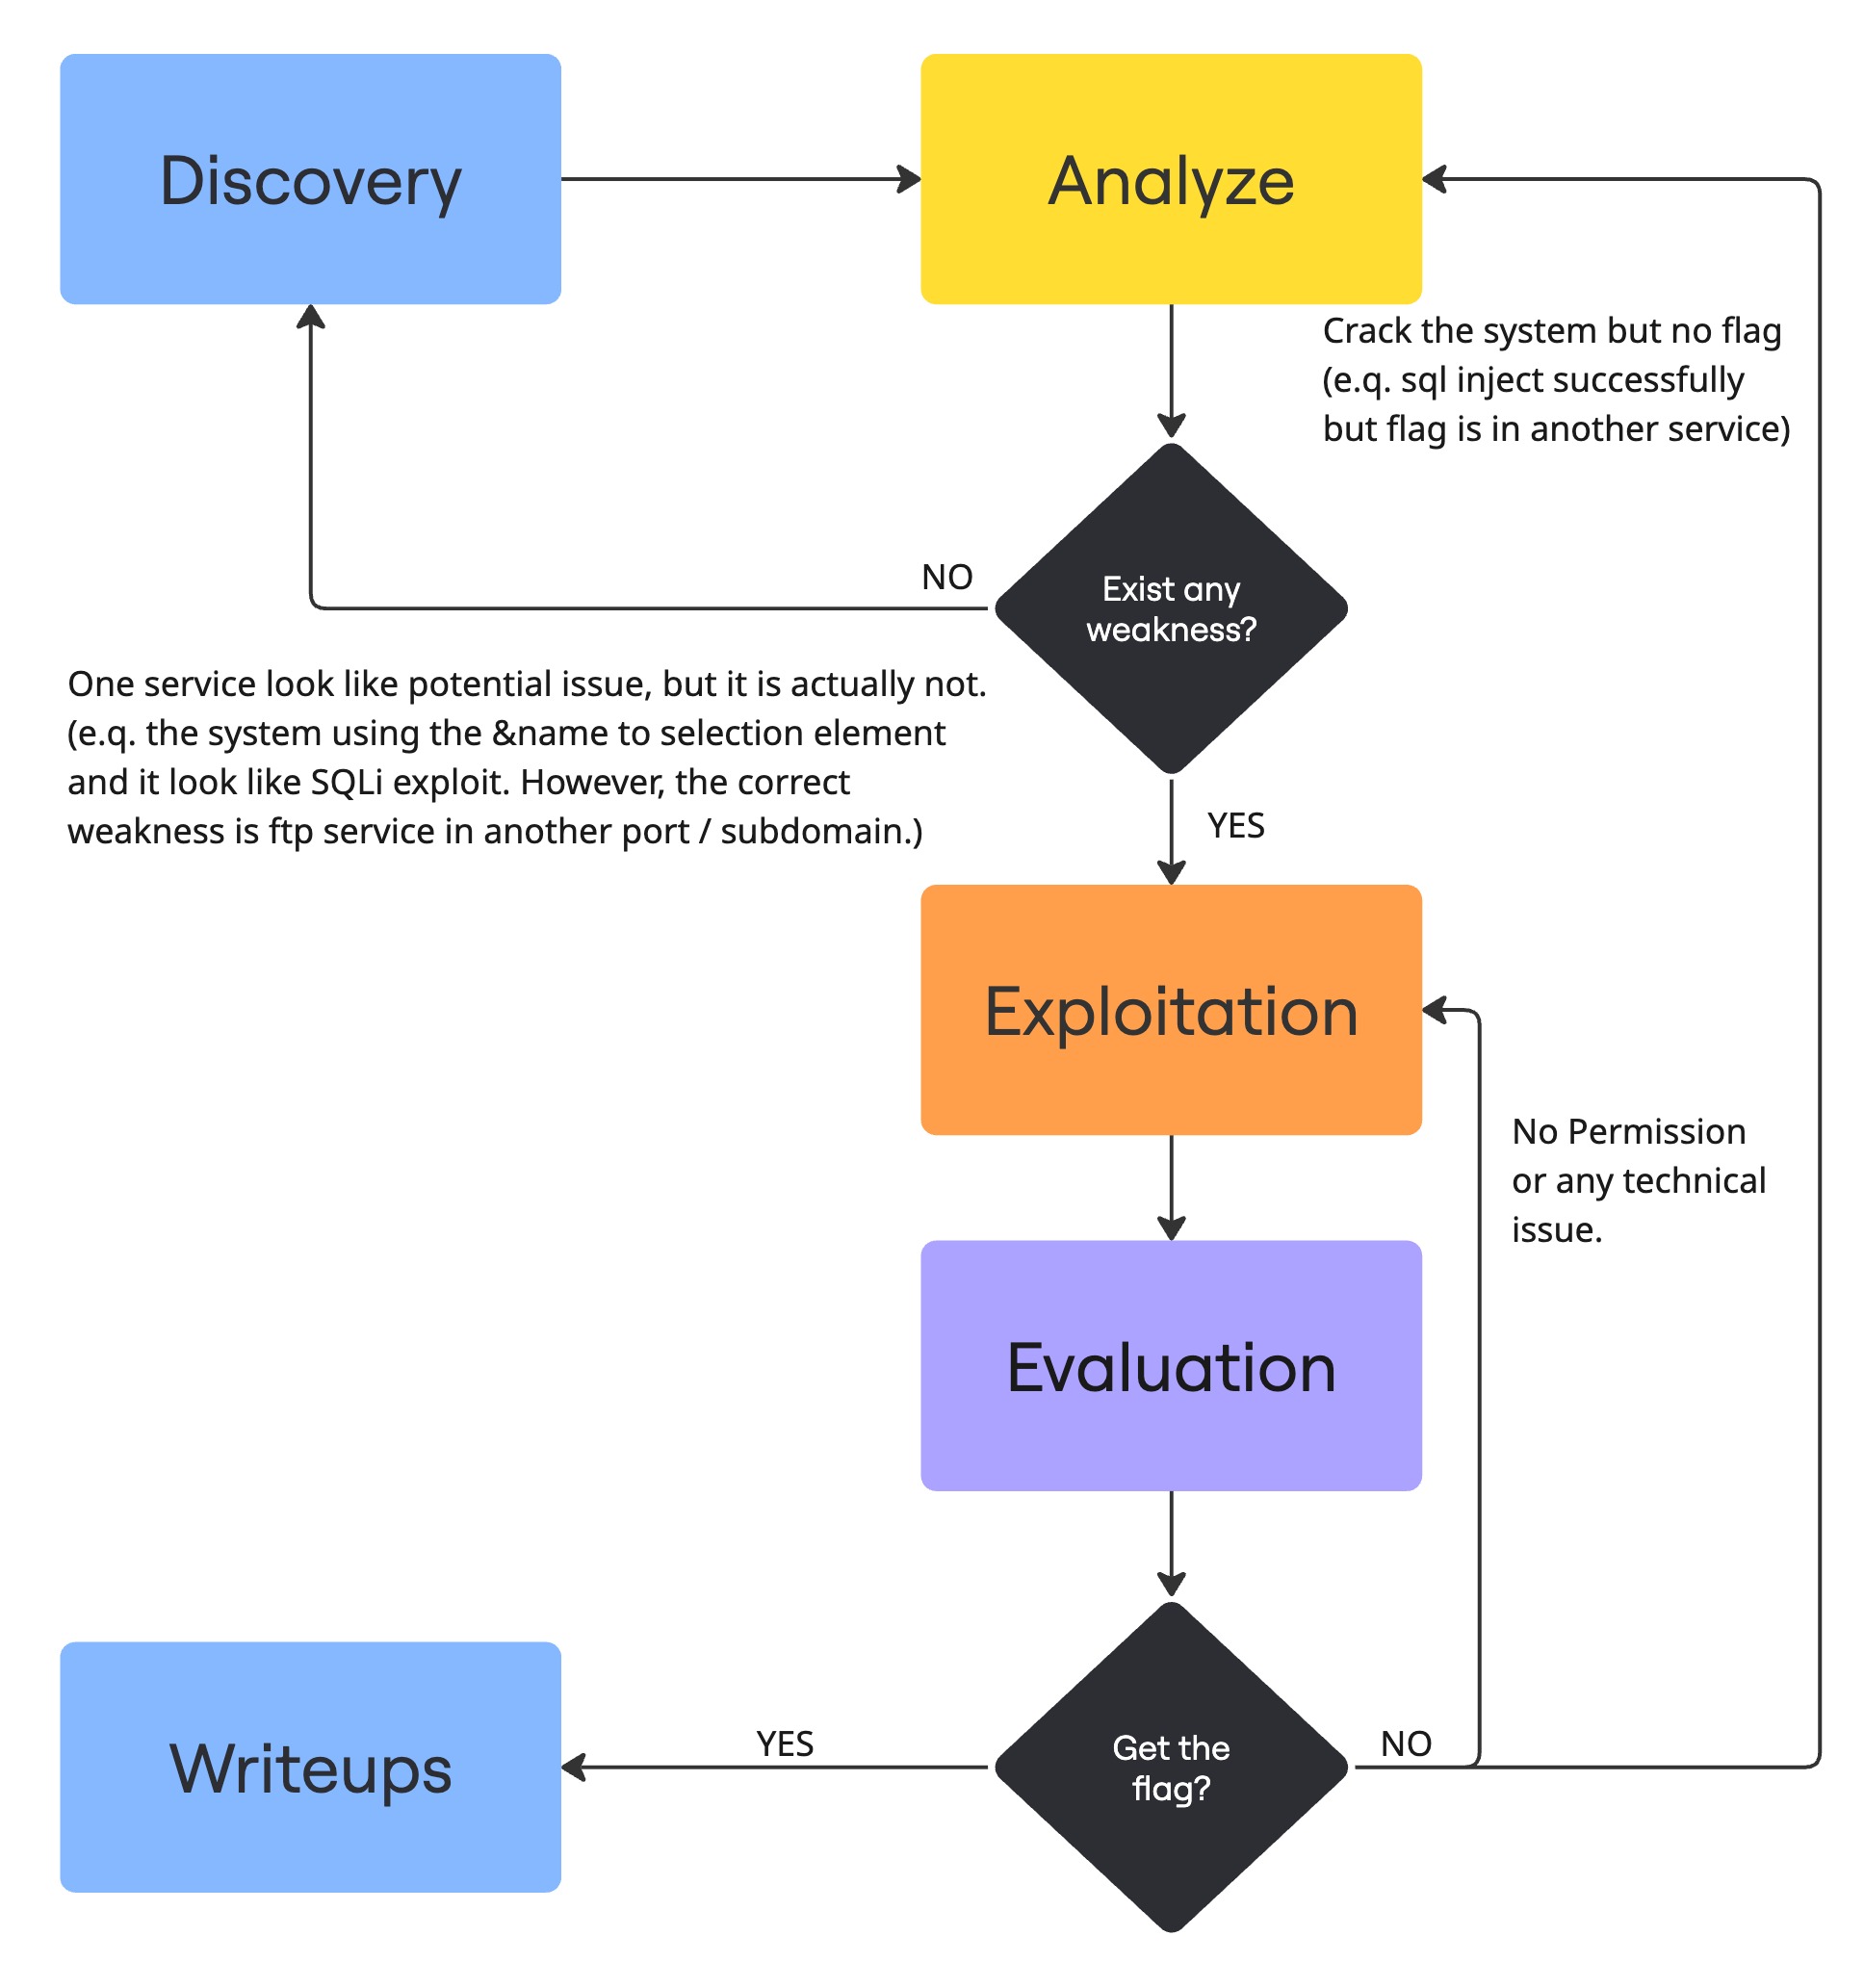 Discovery
Analyze
Crack the system but no flag
(e.q. sql inject successfully
but flag is in another service)
NO
Exist any
weakness?
One service look like potential issue, but it is actually not.
(e.q. the system using the &name to selection element
and it look like SQLi exploit. However, the correct
weakness is ftp service in another port / subdomain.)
YES
Exploitation
No Permission
or any technical
issue.
Evaluation
Writeups
YES
Get the
flag?
NO